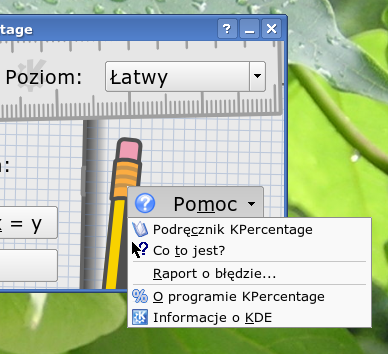 tage
Poziom: Łatwy
:
= y
Pomoc
Podręcznik KPercentage
Co to jest?
Raport o błędzie...
O programie KPercentage
Informacje o KDE